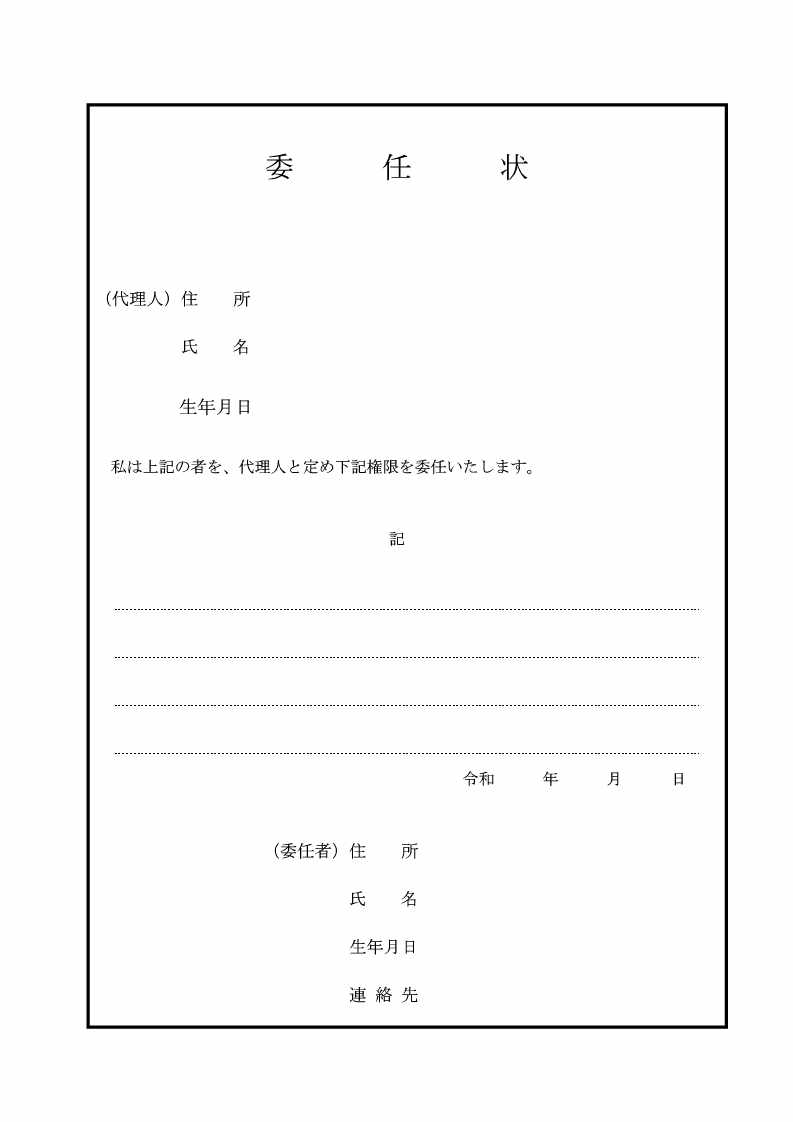 委　任　状
（代理人）住　所
氏　名
生年月日
私は上記の者を、代理人と定め下記権限を委任いたします。
記
令和　　年　　月　　日
（委任者）住　所
氏　名
生年月日
連 絡 先